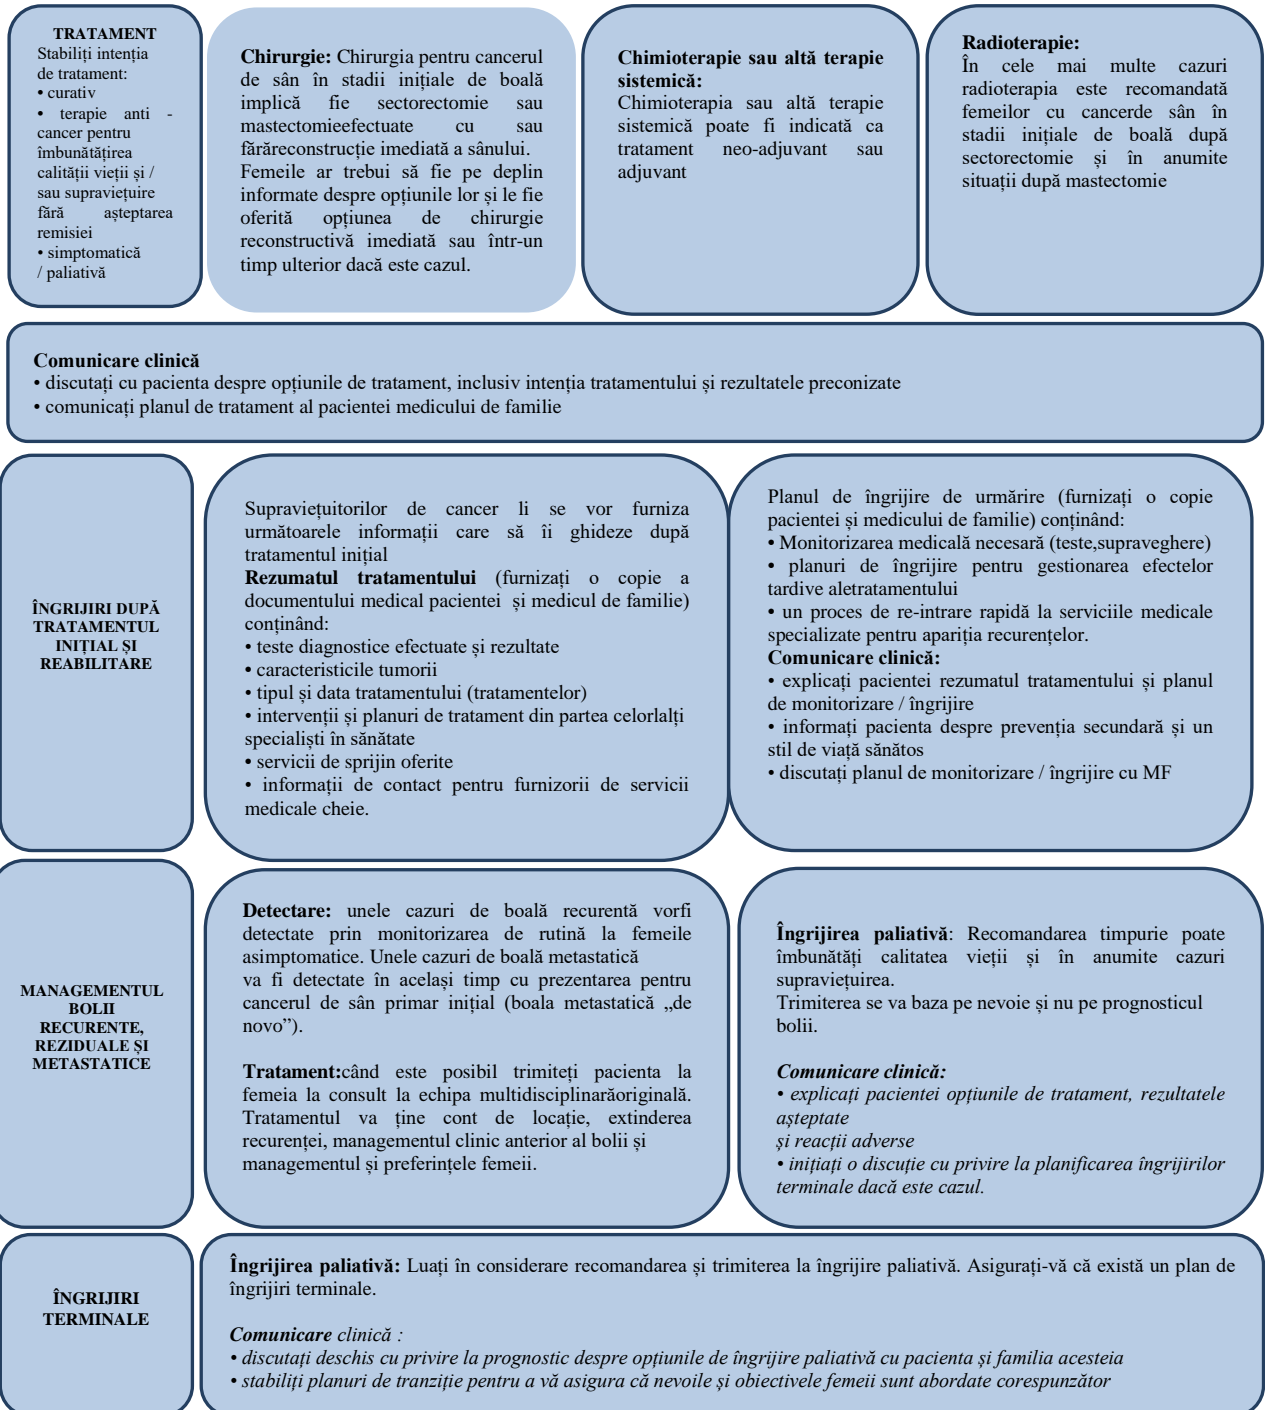 TRATAMENT
Stabiliți intenția
de tratament:
• curativ
• terapie anti -
cancer pentru
îmbunătățirea
calității vieții și /
sau supraviețuire
fără așteptarea
remisiei
• simptomatică
/ paliativă
Chirurgie: Chirurgia pentru cancerul
de sân în stadii inițiale de boală
implică fie sectorectomie sau
mastectomieefectuate cu sau
fărăreconstrucție imediată a sânului.
Femeile ar trebui să fie pe deplin
informate despre opțiunile lor și le fie
oferită opțiunea de chirurgie
reconstructivă imediată sau într-un
timp ulterior dacă este cazul.
Chimioterapie sau altă terapie
sistemică:
Chimioterapia sau altă terapie
sistemică poate fi indicată ca
tratament neo-adjuvant sau
adjuvant
Radioterapie:
În cele mai multe cazuri
radioterapia este recomandată
femeilor cu cancerde sân în
stadii inițiale de boală după
sectorectomie și în anumite
situații după mastectomie
Comunicare clinică
• discutați cu pacienta despre opțiunile de tratament, inclusiv intenția tratamentului și rezultatele preconizate
• comunicați planul de tratament al pacientei medicului de familie
ÎNGRIJIRI DUPĂ
TRATAMENTUL
INIȚIAL ȘI
REABILITARE
Supraviețuitorilor de cancer li se vor furniza
următoarele informații care să îi ghideze după
tratamentul inițial
Rezumatul tratamentului (furnizați o copie a
documentului medical pacientei și medicul de familie)
conținând:
• teste diagnostice efectuate și rezultate
• caracteristicile tumorii
• tipul și data tratamentului (tratamentelor)
• intervenții și planuri de tratament din partea celorlalți
specialiști în sănătate
• servicii de sprijin oferite
• informații de contact pentru furnizorii de servicii
medicale cheie.
Planul de îngrijire de urmărire (furnizați o copie
pacientei și medicului de familie) conținând:
• Monitorizarea medicală necesară (teste,supraveghere)
• planuri de îngrijire pentru gestionarea efectelor
tardive aletratamentului
• un proces de re-intrare rapidă la serviciile medicale
specializate pentru apariția recurențelor.
Comunicare clinică:
• explicați pacientei rezumatul tratamentului și planul
de monitorizare / îngrijire
• informați pacienta despre prevenția secundară și un
stil de viață sănătos
• discutați planul de monitorizare / îngrijire cu MF
MANAGEMENTUL
BOLII
RECURENTE,
REZIDUALE ȘI
METASTATICE
Detectare: unele cazuri de boală recurentă vorfi
detectate prin monitorizarea de rutină la femeile
asimptomatice. Unele cazuri de boală metastatică
va fi detectate în același timp cu prezentarea pentru
cancerul de sân primar inițial (boala metastatică „de
novo”).
Tratament:când este posibil trimiteți pacienta la
femeia la consult la echipa multidisciplinarăoriginală.
Tratamentul va ține cont de locație, extinderea
recurenței, managementul clinic anterior al bolii și
managementul și preferințele femeii.
Îngrijirea paliativă: Recomandarea timpurie poate
îmbunătăți calitatea vieții și în anumite cazuri
supraviețuirea.
Trimiterea se va baza pe nevoie și nu pe prognosticul
bolii.
Comunicare clinică:
• explicați pacientei opțiunile de tratament, rezultatele
așteptate
și reacții adverse
• inițiați o discuție cu privire la planificarea îngrijirilor
terminale dacă este cazul.
ÎNGRIJIRI
TERMINALE
Îngrijirea paliativă: Luați în considerare recomandarea și trimiterea la îngrijire paliativă. Asigurați-vă că există un plan de
îngrijiri terminale.
Comunicare clinică :
• discutați deschis cu privire la prognostic despre opțiunile de îngrijire paliativă cu pacienta și familia acesteia
• stabiliți planuri de tranziție pentru a vă asigura că nevoile și obiectivele femeii sunt abordate corespunzător